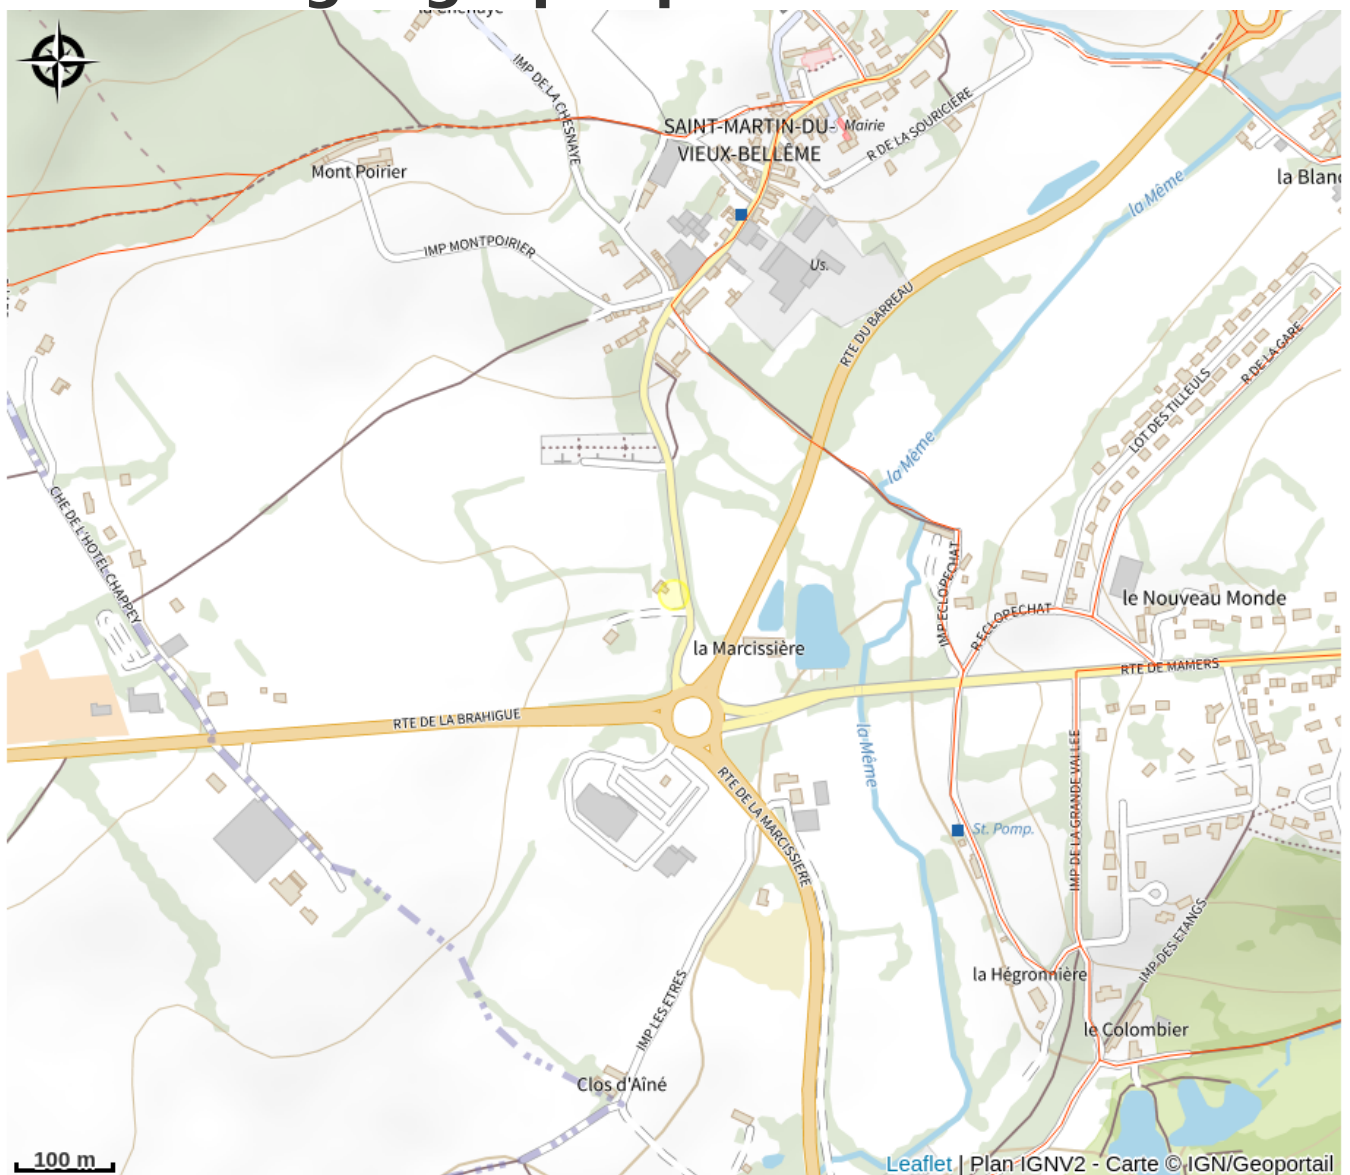 la Chenaye
IMP DE LA CHESNAYE
SAINT-MARTIN-DU-
VIEUX-BELLÊME
Mairie
R DE LA SOURICIÈRE
Mont Poirier
la Blanc
la Même
IMP MONTPOIRIER
Us.
RTE DU BARREAU
R DE LA GARE
LOT DES TILLEULS
la Même
CHE DE L'HOTEL CHAPPEY
IMP ECLOPECHAT
R ECLOPECHAT
le Nouveau Monde
la Marcissière
RTE DE MAMERS
RTE DE LA BRAHIGUE
la Même
IMP DE LA GRANDE VALLEE
RTE DE LA MARCISSIERE
St. Pomp.
IMP DES ETANGS
la Hégronnière
IMP LES ETRES
le Colombier
Clos d'Aîné
100 m
Leaflet | Plan IGNV2 - Carte © IGN/Geoportail